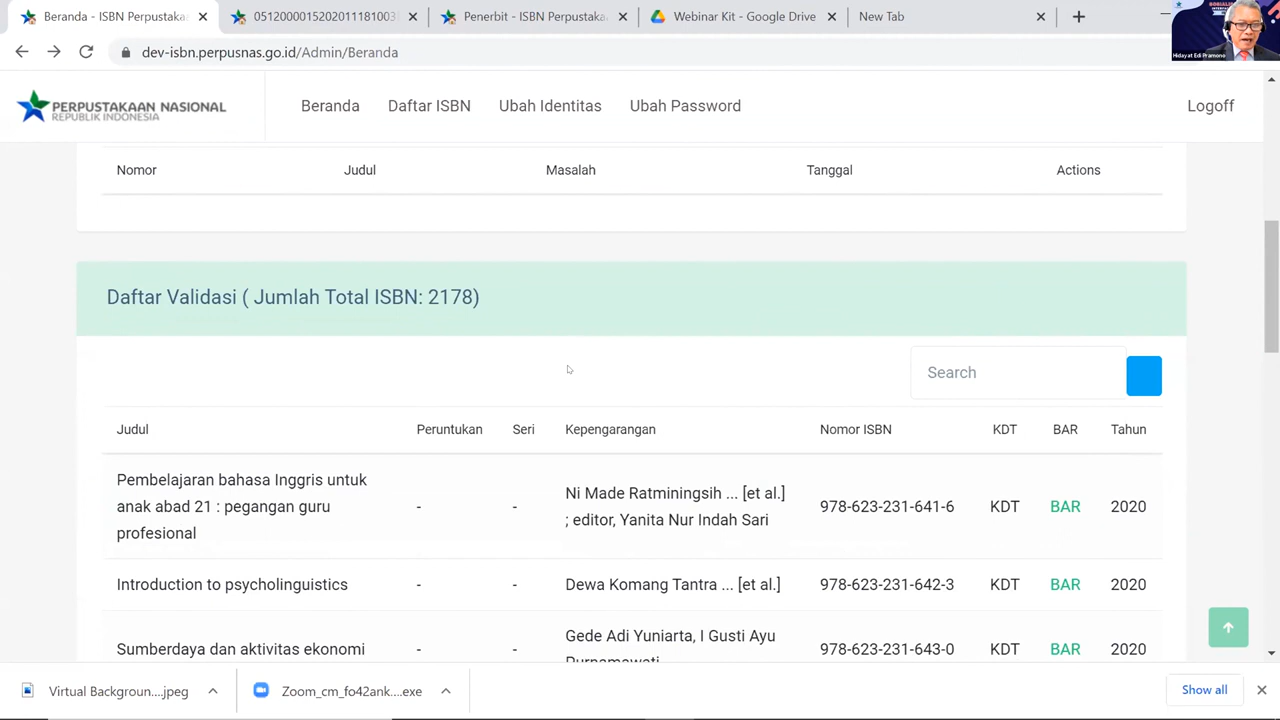 Beranda - ISBN Perpustaka
05120000152020118181003
Penerbit ISBN Perpustaka
Webinar Kit - Google Drive
New Tab
dev-isbn.perpusnas.go.id/Admin/Beranda
Hidayat Edi Pramono
PERPUSTAKAAN NASIONAL
REPUBLIK INDONESIA
Beranda
Daftar ISBN
Ubah Identitas
Ubah Password
Logoff
Nomor
Judul
Masalah
Tanggal
Actions
Daftar Validasi ( Jumlah Total ISBN: 2178)
Search
Judul
Peruntukan
Seri
Kepengarangan
Nomor ISBN
KDT
BAR
Tahun
Pembelajaran bahasa Inggris untuk
anak abad 21 : pegangan guru
profesional
-
-
Ni Made Ratminingsih ... [et al.]
; editor, Yanita Nur Indah Sari
978-623-231-641-6
KDT
BAR
2020
Introduction to psycholinguistics
-
-
Dewa Komang Tantra ... [et al.]
978-623-231-642-3
KDT
BAR
2020
Sumberdaya dan aktivitas ekonomi
-
-
Gede Adi Yuniarta, I Gusti Ayu
Purnamawati
978-623-231-643-0
KDT
BAR
2020
Virtual Backgroun....jpeg
Zoom_cm_fo42ank....exe
Show all